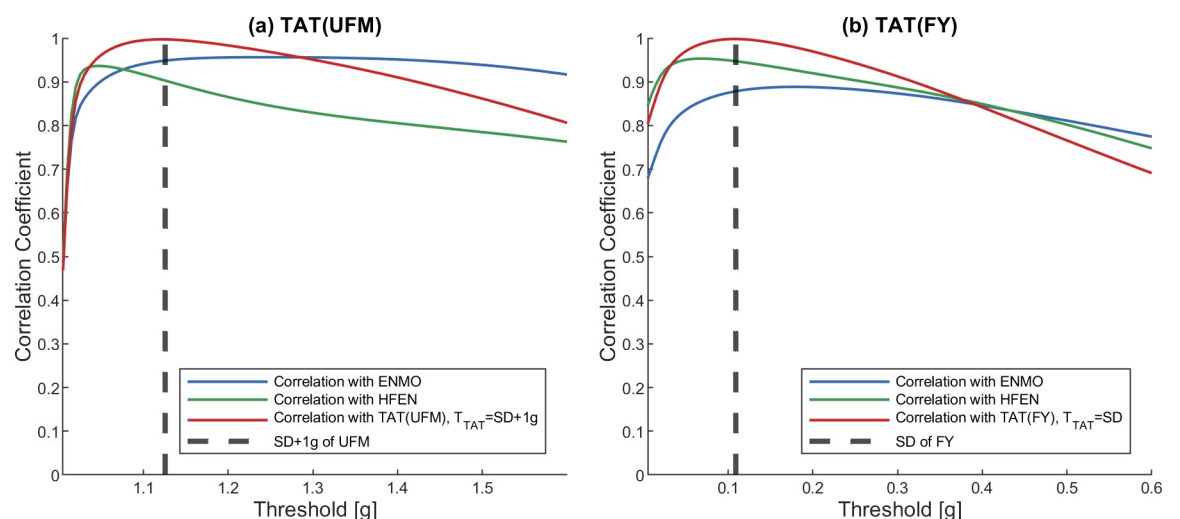 (a) TAT(UFM)
Correlation Coefficient
1
0.9
0.8
0.7
0.6
0.5
0.4
0.3
0.2
0.1
0
1.1
1.2
1.3
1.4
1.5
Threshold [g]
Correlation with ENMO
Correlation with HFEN
Correlation with TAT(UFM), T_TAT=SD+1g
SD+1g of UFM
(b) TAT(FY)
Correlation Coefficient
1
0.9
0.8
0.7
0.6
0.5
0.4
0.3
0.2
0.1
0
0.1
0.2
0.3
0.4
0.5
0.6
Threshold [g]
Correlation with ENMO
Correlation with HFEN
Correlation with TAT(FY), T_TAT=SD
SD of FY